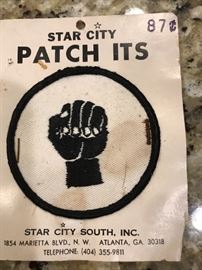 STAR CITY
87¢
PATCH ITS
STAR CITY SOUTH, INC.
1854 MARIETTA BLVD., N. W. ATLANTA, GA. 30318
TELEPHONE: (404) 355-9811